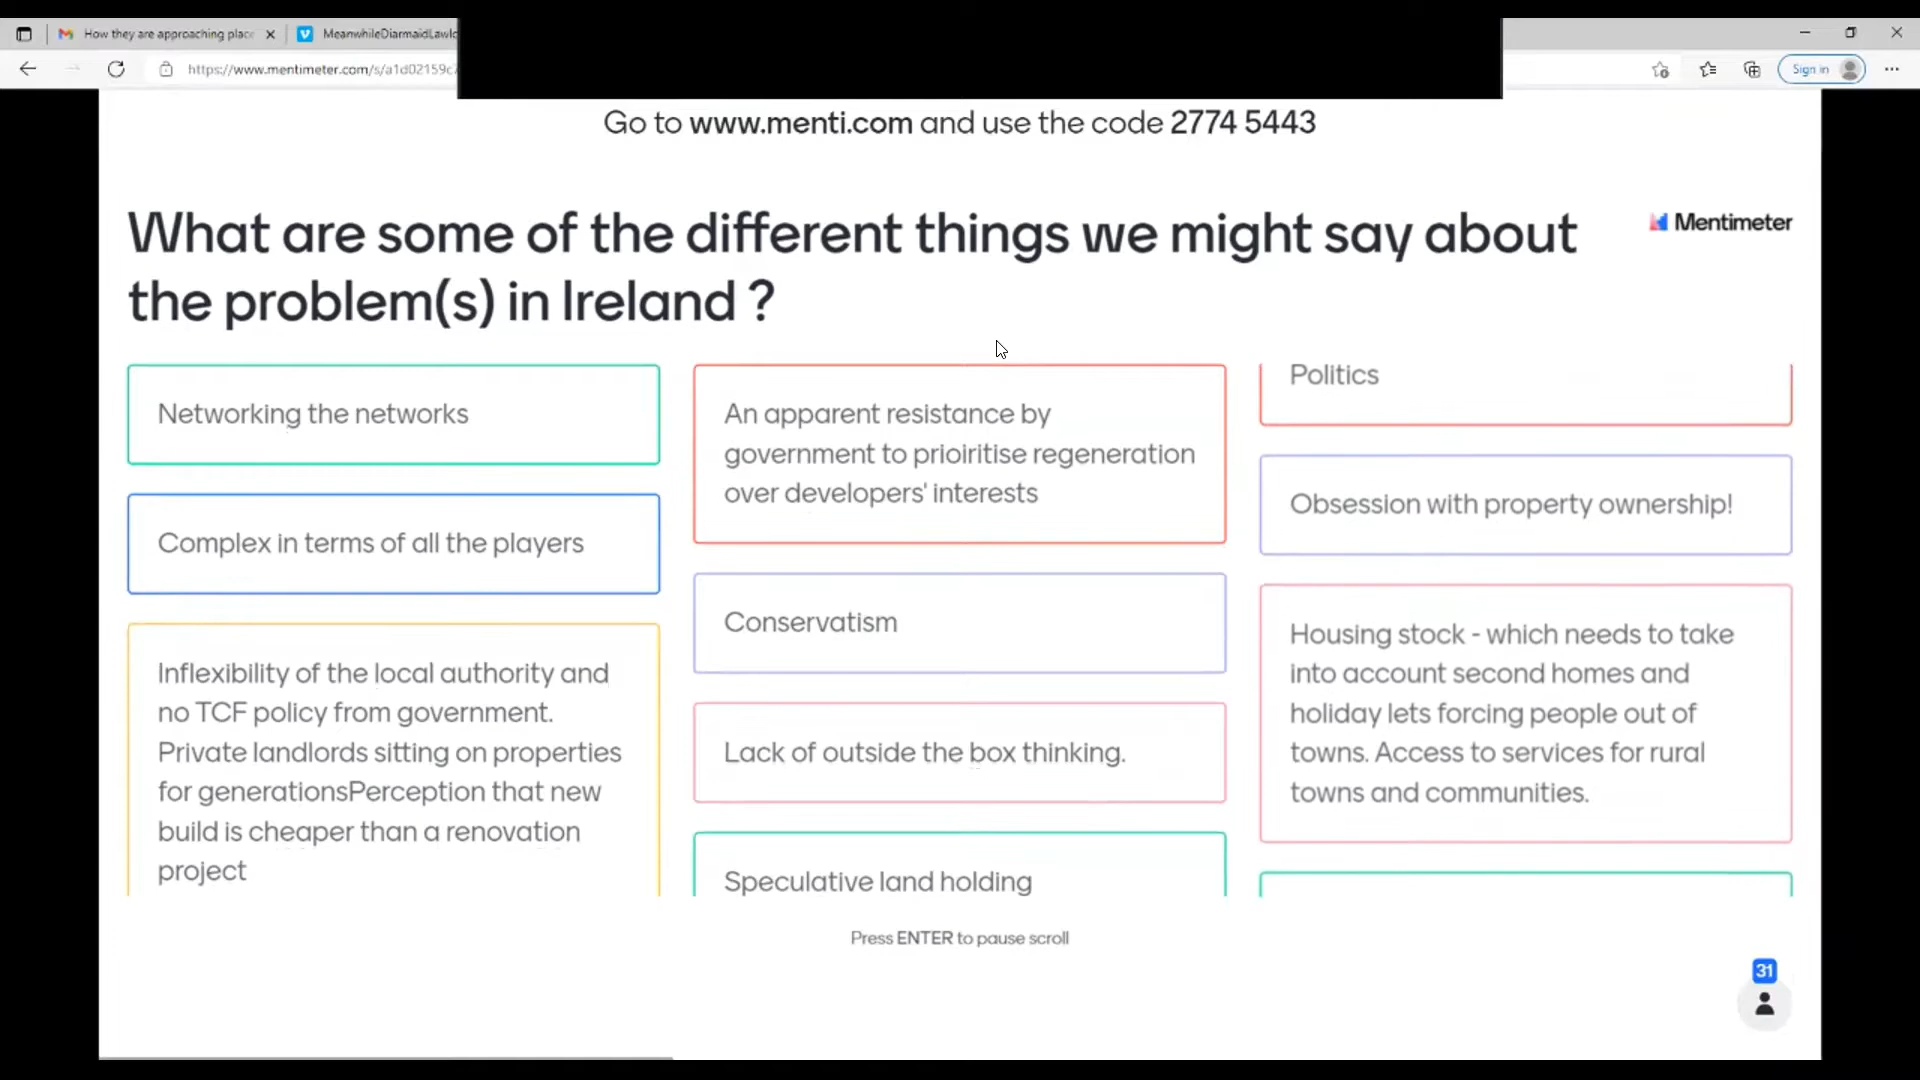 How they are approaching place
MeanwhileDiarmaidLawlo
https://www.mentimeter.com/s/a1d02159c7
Sign in
Go to www.menti.com and use the code 2774 5443
What are some of the different things we might say about
the problem(s) in Ireland ?
Mentimeter
Networking the networks
Complex in terms of all the players
Inflexibility of the local authority and
no TCF policy from government.
Private landlords sitting on properties
for generationsPerception that new
build is cheaper than a renovation
project
An apparent resistance by
government to prioiritise regeneration
over developers' interests
Conservatism
Lack of outside the box thinking.
Speculative land holding
Politics
Obsession with property ownership!
Housing stock - which needs to take
into account second homes and
holiday lets forcing people out of
towns. Access to services for rural
towns and communities.
Press ENTER to pause scroll
31